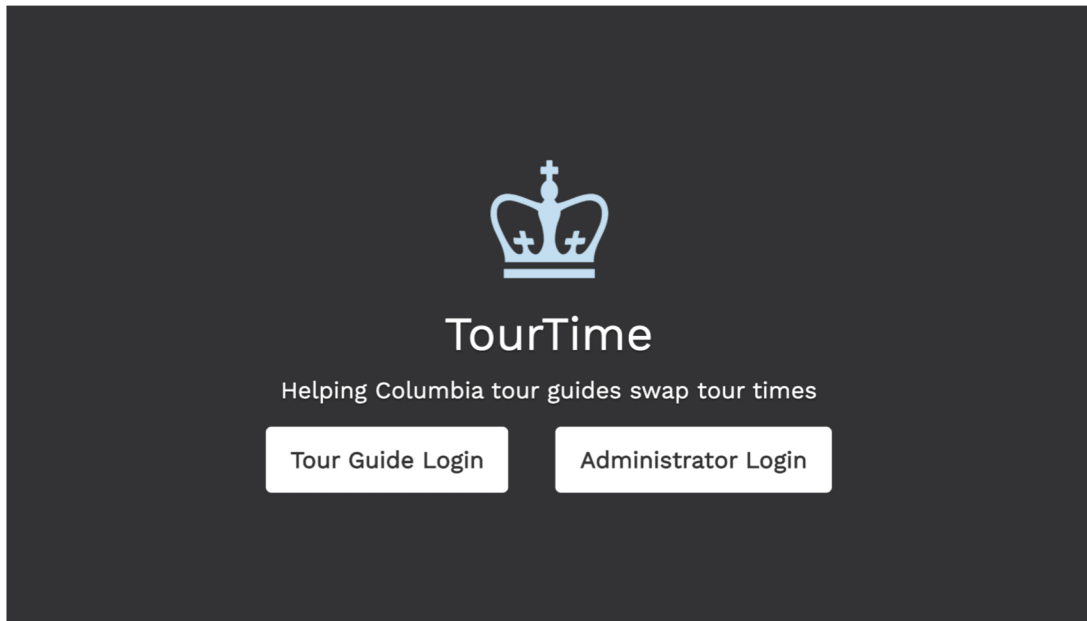 TourTime
Helping Columbia tour guides swap tour times
Tour Guide Login
Administrator Login